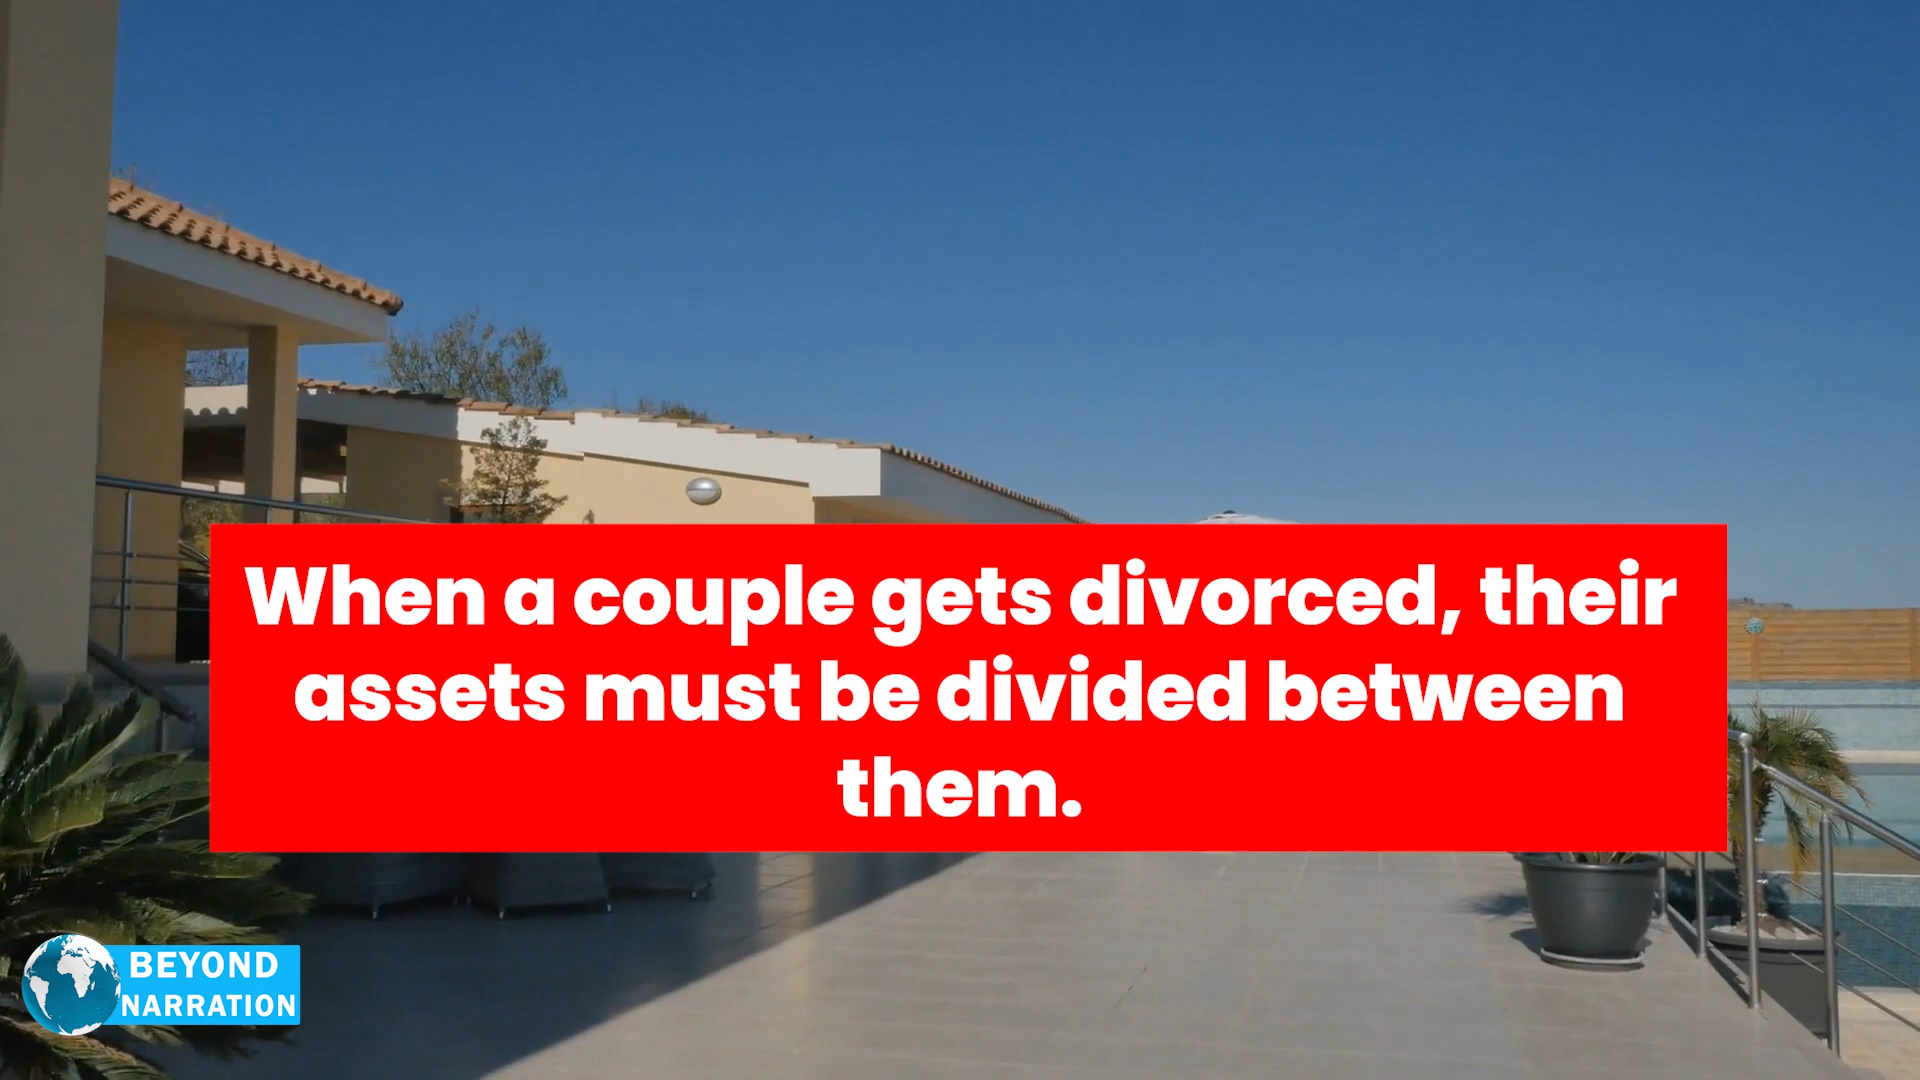 When a couple gets divorced, their
assets must be divided between
them.
BEYOND
NARRATION